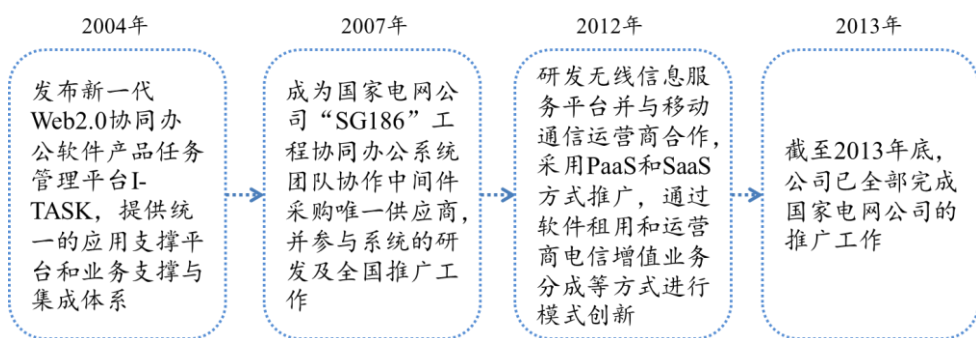 2004年
发布新一代
Web2.0协同办
公软件产品任务
管理平台I-
TASK，提供统
一的应用支撑平
台和业务支撑与
集成体系
2007年
成为国家电网公
司“SG186”工
程协同办公系统
团队协作中间件
采购唯一供应商，
并参与系统的研
发及全国推广工
作
2012年
研发无线信息服
务平台并与移动
通信运营商合作，
采用PaaS和SaaS
方式推广，通过
软件租用和运营
商电信增值业务
分成等方式进行
模式创新
2013年
截至2013年底，
公司已全部完成
国家电网公司的
推广工作